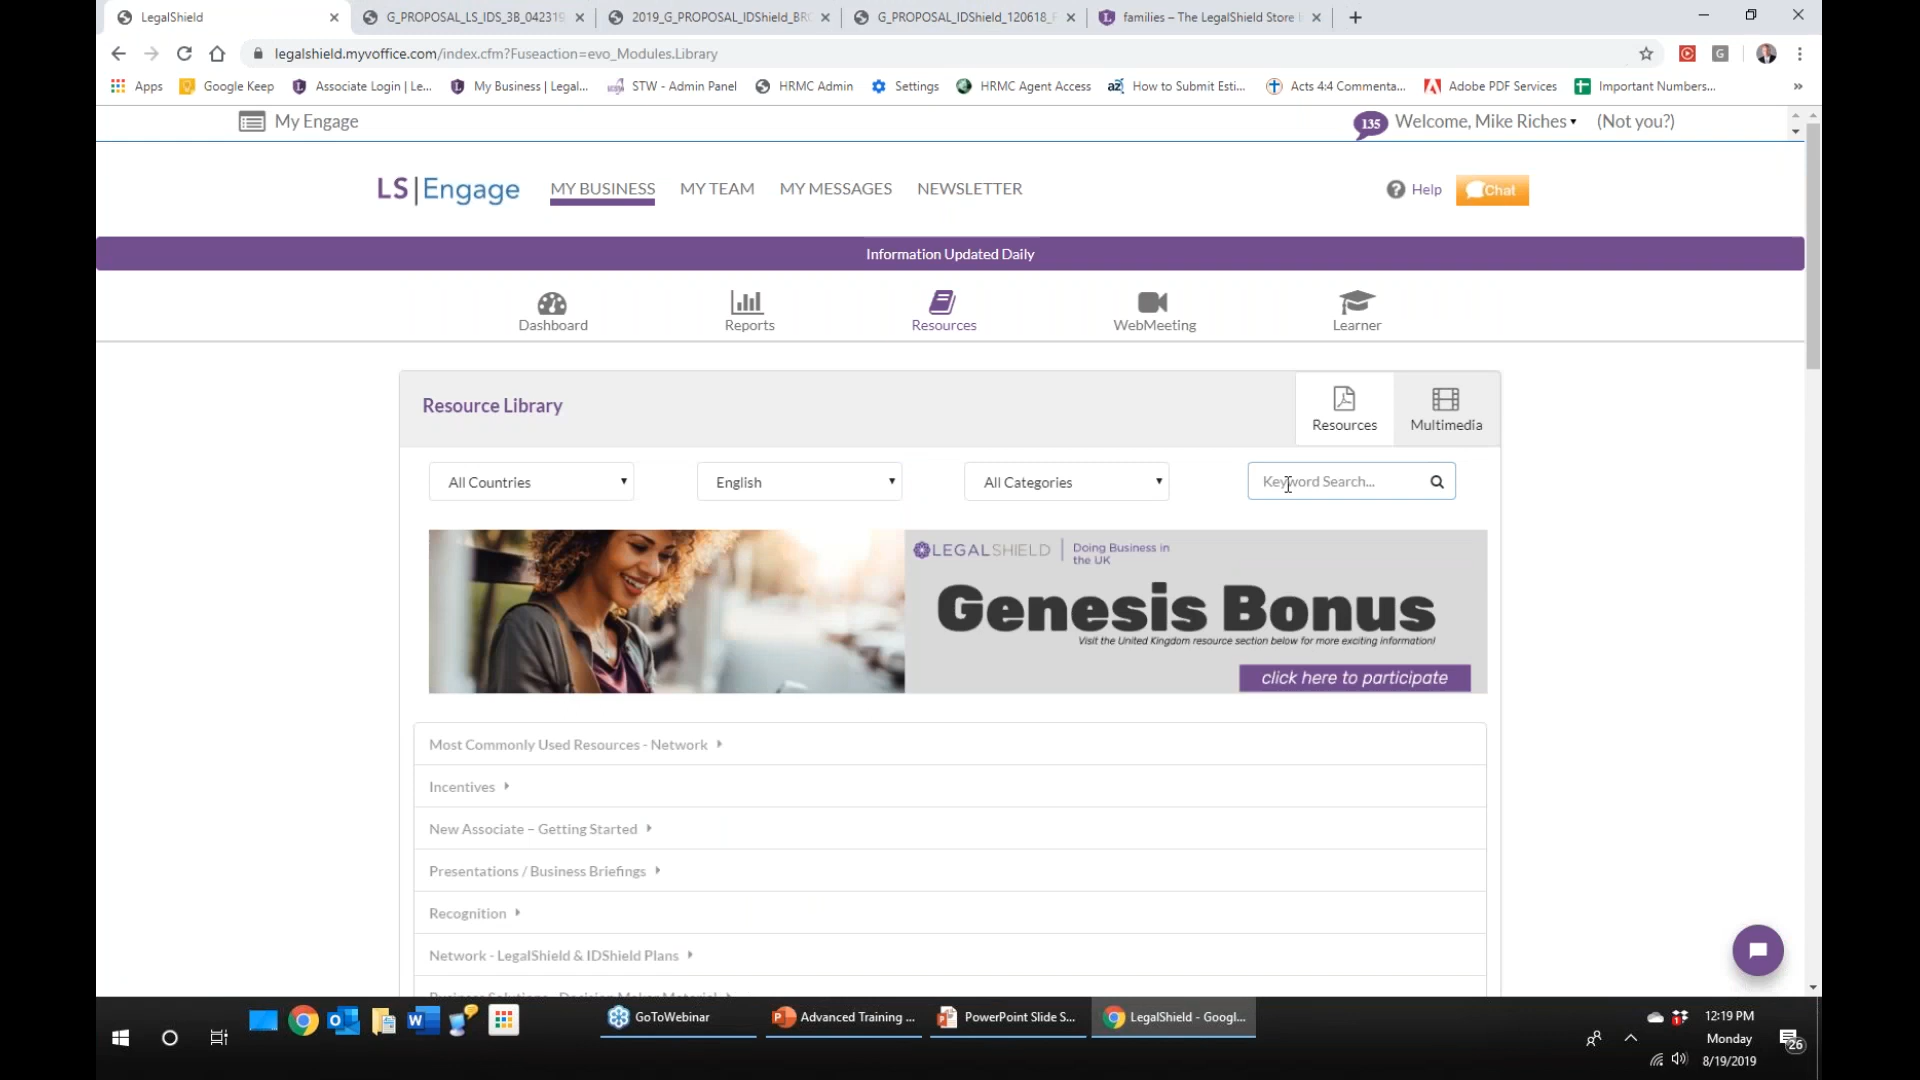 LegalShield
G_PROPOSAL_LS_IDS_3B_042319
2019_G_PROPOSAL_IDShield_BR
G_PROPOSAL_IDShield_120618_
families – The LegalShield Store
legalshield.myvoffice.com/index.cfm?Fuseaction=evo_Modules.Library
Apps
Google Keep
Associate Login | Le...
My Business | Legal...
STW - Admin Panel
HRMC Admin
Settings
HRMC Agent Access
How to Submit Esti...
Acts 4:4 Commenta...
Adobe PDF Services
Important Numbers...
My Engage
135
Welcome, Mike Riches
(Not you?)
LS|Engage
MY BUSINESS
MY TEAM
MY MESSAGES
NEWSLETTER
Help
Chat
Information Updated Daily
Dashboard
Reports
Resources
WebMeeting
Learner
Resource Library
Resources
Multimedia
All Countries
English
All Categories
Keyword Search...
LEGALSHIELD
Doing Business in
the UK
Genesis Bonus
Visit the United Kingdom resource section below for more exciting information!
click here to participate
Most Commonly Used Resources - Network
Incentives
New Associate – Getting Started
Presentations / Business Briefings
Recognition
Network - LegalShield & IDShield Plans
Business Solutions - Decision Maker Material
GoToWebinar
Advanced Training ...
PowerPoint Slide S...
LegalShield - Googl...
12:19 PM
Monday
8/19/2019
26